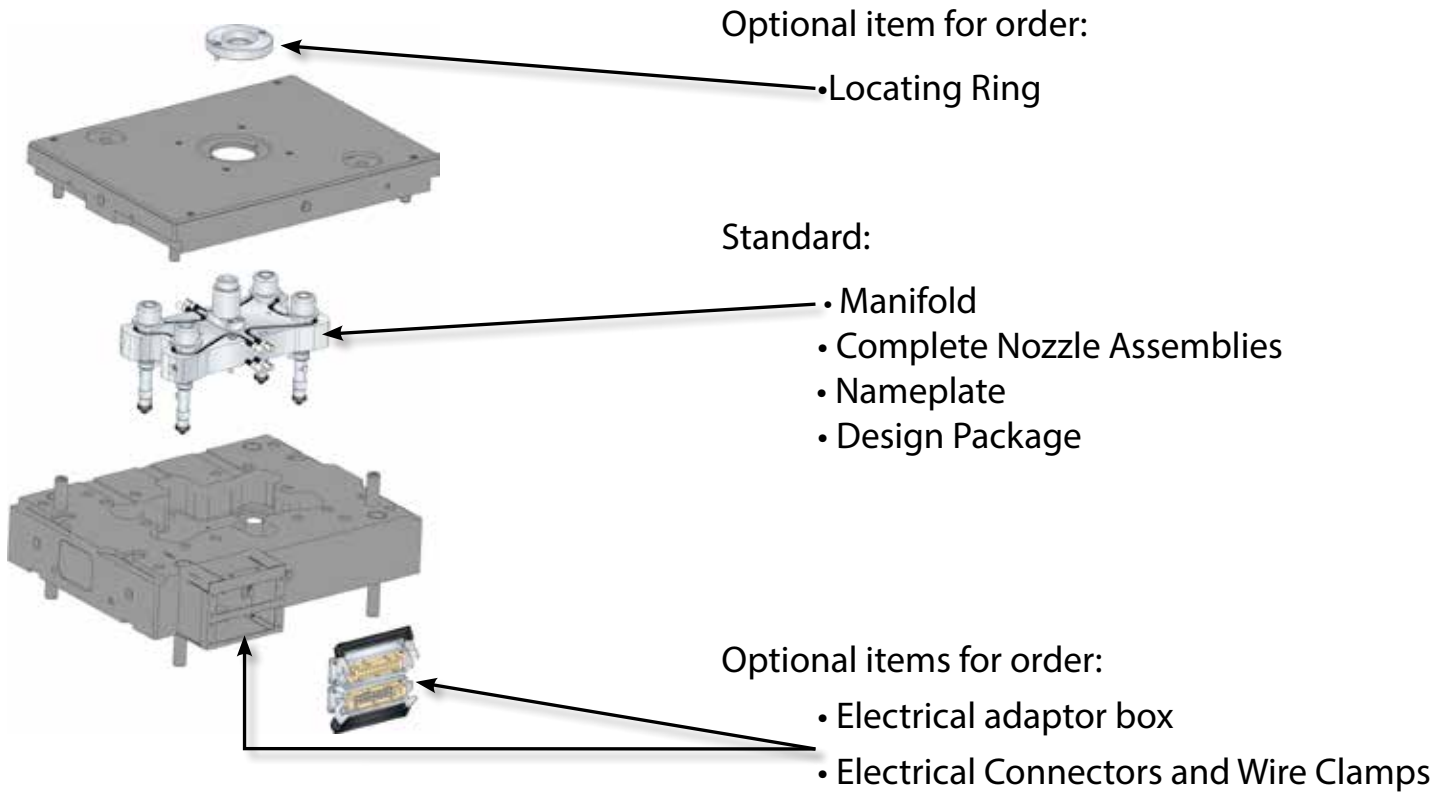 Optional item for order:
•Locating Ring
Standard:
• Manifold
• Complete Nozzle Assemblies
• Nameplate
• Design Package
Optional items for order:
• Electrical adaptor box
• Electrical Connectors and Wire Clamps